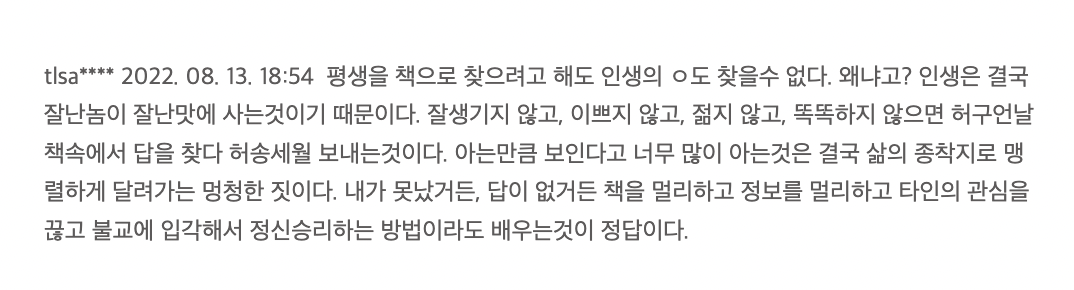 tlsa**** 2022. 08. 13. 18:54 평생을 책으로 찾으려고 해도 인생의 ㅇ도 찾을수 없다. 왜냐고? 인생은 결국
잘난놈이 잘난맛에 사는것이기 때문이다. 잘생기지 않고, 이쁘지 않고, 젊지 않고, 똑똑하지 않으면 허구언날
책속에서 답을 찾다 허송세월 보내는것이다. 아는만큼 보인다고 너무 많이 아는것은 결국 삶의 종착지로 맹
렬하게 달려가는 멍청한 짓이다. 내가 못났거든, 답이 없거든 책을 멀리하고 정보를 멀리하고 타인의 관심을
끊고 불교에 입각해서 정신승리하는 방법이라도 배우는것이 정답이다.